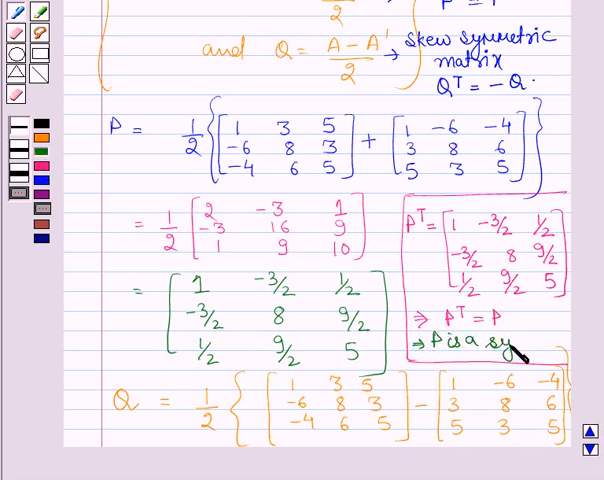 2 P' = P
and Q = A - A' / 2 → Skew symmetric
matrix
Q^T = -Q.
P = 1/2 { [ 1 3 5 ] + [ 1 -6 -4 ] }
-6 8 3 3 8 6
-4 6 5 5 3 5
= 1/2 [ 2 -3 1 ]
-3 16 9
1 9 10
= [ 1 -3/2 1/2 ]
-3/2 8 9/2
1/2 9/2 5
P^T = [ 1 -3/2 1/2 ]
-3/2 8 9/2
1/2 9/2 5
⇒ P^T = P
⇒ P is a sy
Q = 1/2 { [ 1 3 5 ] - [ 1 -6 -4 ]
-6 8 3 3 8 6
-4 6 5 5 3 5